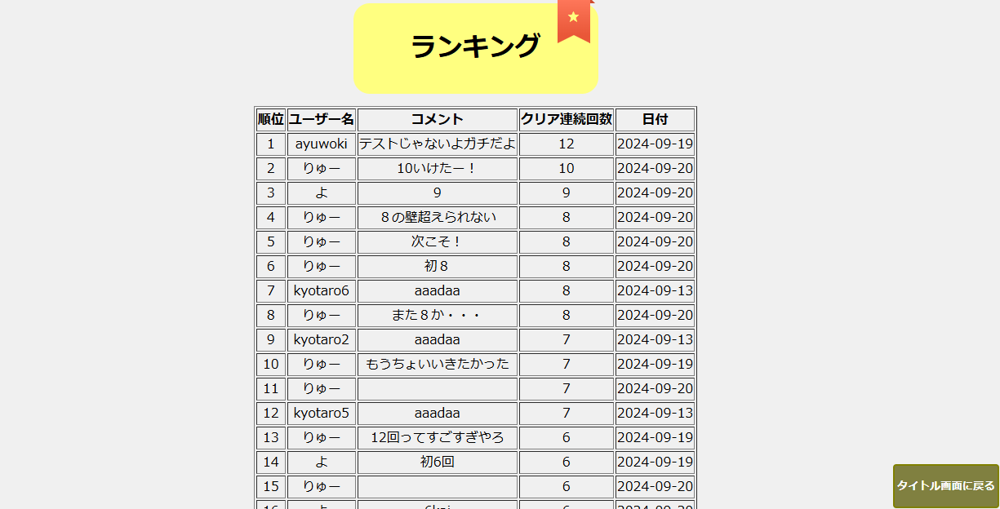 ランキング
順位 ユーザー名 コメント クリア連続回数 日付
1 ayuwoki テストじゃないよガチだよ 12 2024-09-19
2 りゅー 10いけたー！ 10 2024-09-20
3 よ 9 9 2024-09-20
4 りゅー ８の壁超えられない 8 2024-09-20
5 りゅー 次こそ！ 8 2024-09-20
6 りゅー 初８ 8 2024-09-20
7 kyotaro6 aaadaa 8 2024-09-13
8 りゅー また８か・・・ 8 2024-09-20
9 kyotaro2 aaadaa 7 2024-09-13
10 りゅー もうちょいいきたかった 7 2024-09-19
11 りゅー 7 2024-09-20
12 kyotaro5 aaadaa 7 2024-09-13
13 りゅー 12回ってすごすぎやろ 6 2024-09-19
14 よ 初6回 6 2024-09-19
15 りゅー 6 2024-09-20
タイトル画面に戻る